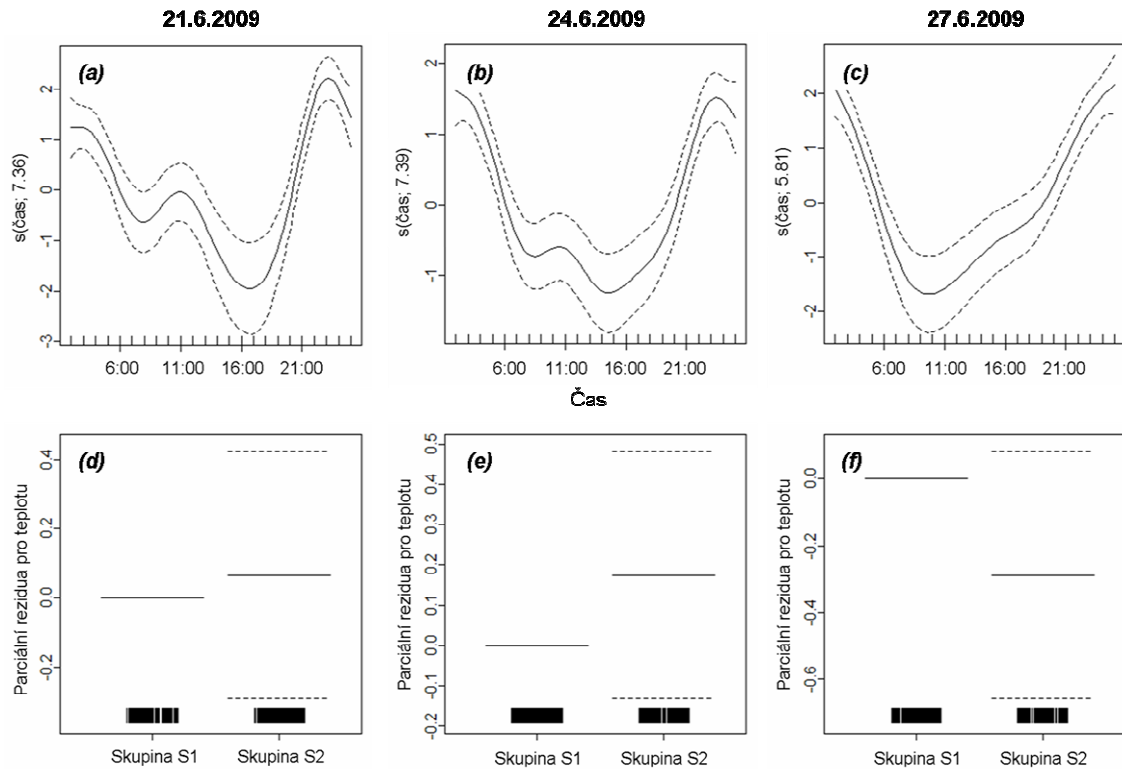 21.6.2009
24.6.2009
27.6.2009
(a)
s(čas; 7.36)
2
1
0
-1
-2
-3
6:00 11:00 16:00 21:00
(b)
s(čas; 7.39)
2
1
0
-1
6:00 11:00 16:00 21:00
(c)
s(čas; 5.81)
2
1
0
-1
-2
6:00 11:00 16:00 21:00
Čas
(d)
Parciální rezidua pro teplotu
0.4
0.2
0.0
-0.2
Skupina S1 Skupina S2
(e)
Parciální rezidua pro teplotu
0.5
0.4
0.3
0.2
0.1
0.0
-0.1
-0.2
Skupina S1 Skupina S2
(f)
Parciální rezidua pro teplotu
0.0
-0.2
-0.4
-0.6
Skupina S1 Skupina S2